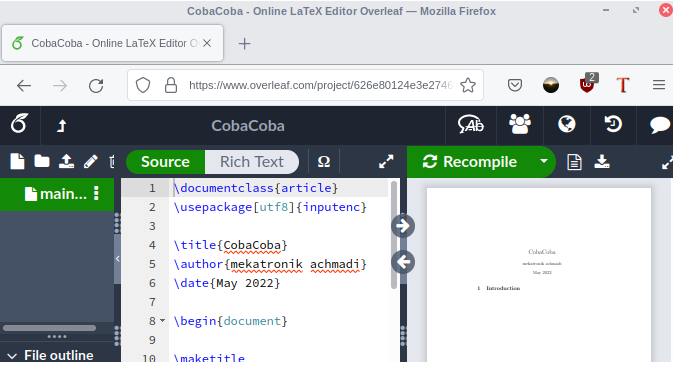 CobaCoba - Online LaTeX Editor Overleaf — Mozilla Firefox
CobaCoba - Online LaTeX Editor O
https://www.overleaf.com/project/626e80124e3e2746
2
T
CobaCoba
Ab
Source
Rich Text
Ω
Recompile
main...
1 \documentclass{article}
2 \usepackage[utf8]{inputenc}
3
4 \title{CobaCoba}
5 \author{mekatronik achmadi}
6 \date{May 2022}
7
8 \begin{document}
9
10 \maketitle
File outline
CobaCoba
mekatronik achmadi
May 2022
1 Introduction